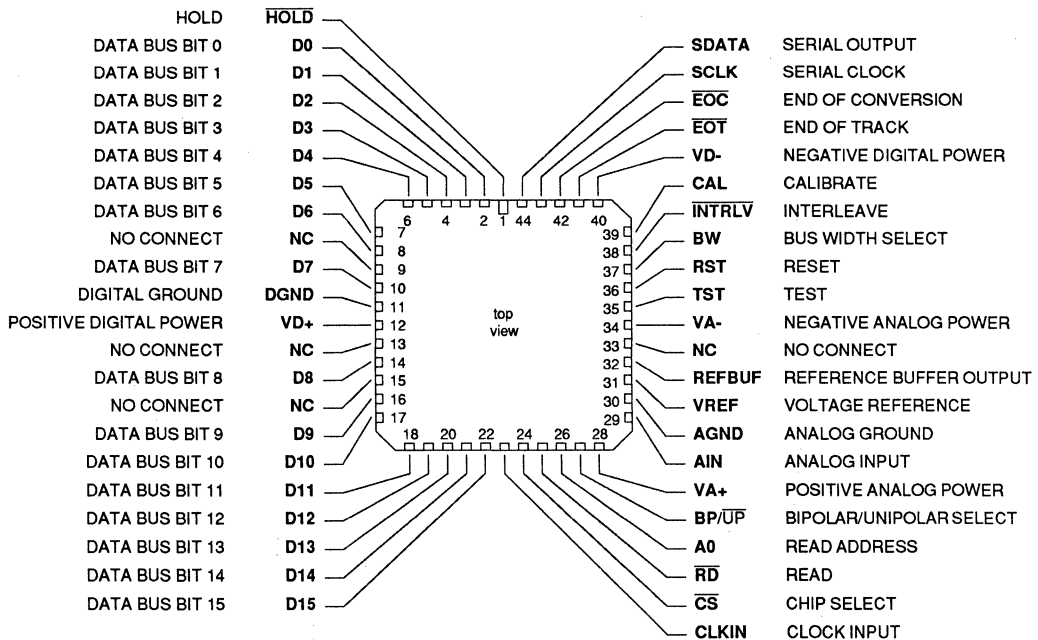 HOLD HOLD
DATA BUS BIT 0 D0
DATA BUS BIT 1 D1
DATA BUS BIT 2 D2
DATA BUS BIT 3 D3
DATA BUS BIT 4 D4
DATA BUS BIT 5 D5
DATA BUS BIT 6 D6
NO CONNECT NC
DATA BUS BIT 7 D7
DIGITAL GROUND DGND
POSITIVE DIGITAL POWER VD+
NO CONNECT NC
DATA BUS BIT 8 D8
NO CONNECT NC
DATA BUS BIT 9 D9
DATA BUS BIT 10 D10
DATA BUS BIT 11 D11
DATA BUS BIT 12 D12
DATA BUS BIT 13 D13
DATA BUS BIT 14 D14
DATA BUS BIT 15 D15
6 4 2 1 44 42 40
7
8
9
10
11
12
13
14
15
16
17
top
view
39
38
37
36
35
34
33
32
31
30
29
18 20 22 24 26 28
SDATA SERIAL OUTPUT
SCLK SERIAL CLOCK
EOC END OF CONVERSION
EOT END OF TRACK
VD- NEGATIVE DIGITAL POWER
CAL CALIBRATE
INTRLV INTERLEAVE
BW BUS WIDTH SELECT
RST RESET
TST TEST
VA- NEGATIVE ANALOG POWER
NC NO CONNECT
REFBUF REFERENCE BUFFER OUTPUT
VREF VOLTAGE REFERENCE
AGND ANALOG GROUND
AIN ANALOG INPUT
VA+ POSITIVE ANALOG POWER
BP/UP BIPOLAR/UNIPOLAR SELECT
A0 READ ADDRESS
RD READ
CS CHIP SELECT
CLKIN CLOCK INPUT